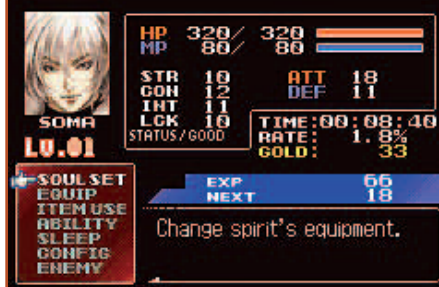 HP 320/ 320
MP 80/ 80
STR 10 ATT 18
CON 12 DEF 11
INT 11
LCK 10
STATUS/GOOD
SOMA
LV.01
TIME:00:08:40
RATE: 1.8%
GOLD: 33
SOUL SET
EQUIP
ITEM USE
ABILITY
SLEEP
CONFIG
ENEMY
EXP 66
NEXT 18
Change spirit's equipment.